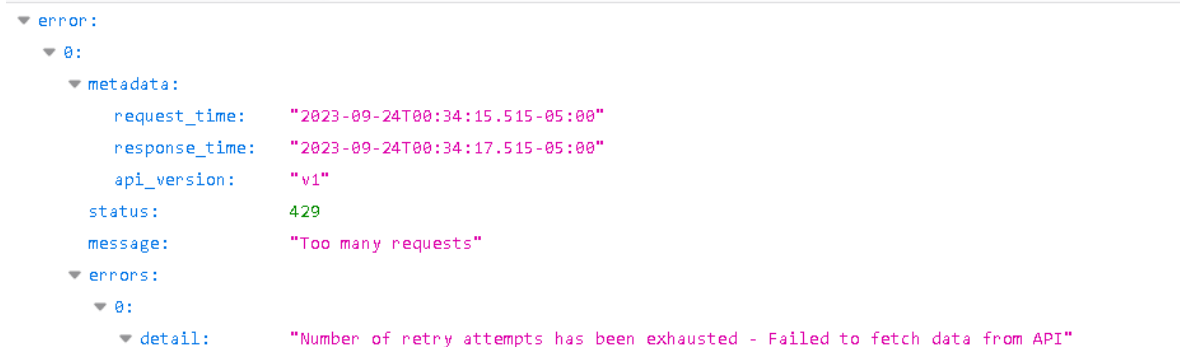 error:
0:
metadata:
request_time: "2023-09-24T00:34:15.515-05:00"
response_time: "2023-09-24T00:34:17.515-05:00"
api_version: "v1"
status: 429
message: "Too many requests"
errors:
0:
detail: "Number of retry attempts has been exhausted - Failed to fetch data from API"